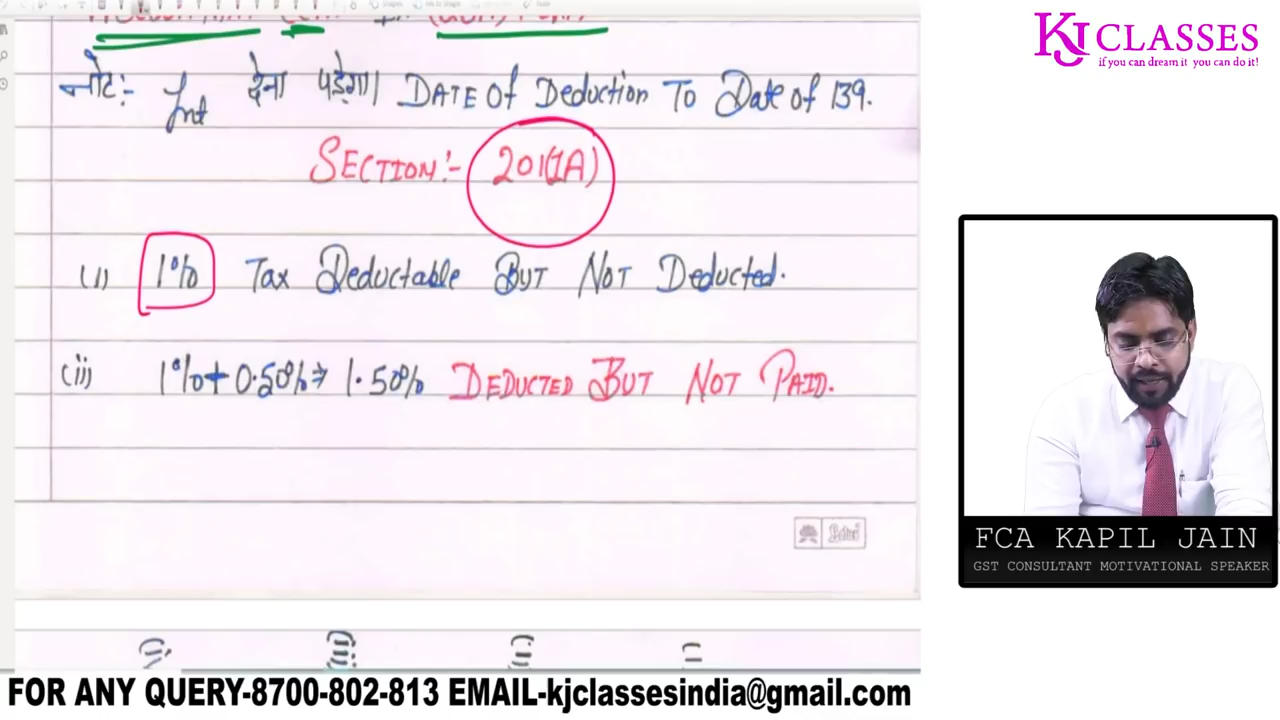 नोट:- Int देना पड़ेगा। DATE of Deduction To Date of 139.
SECTION:- 201(1A)
(i) 1% Tax Deductable But Not Deducted.
(ii) 1%+0.50%⇒ 1.50% DEDUCTED BUT NOT PAID.
KJ CLASSES
if you can dream it you can do it!
FCA KAPIL JAIN
GST CONSULTANT MOTIVATIONAL SPEAKER
FOR ANY QUERY-8700-802-813 EMAIL-kjclassesindia@gmail.com